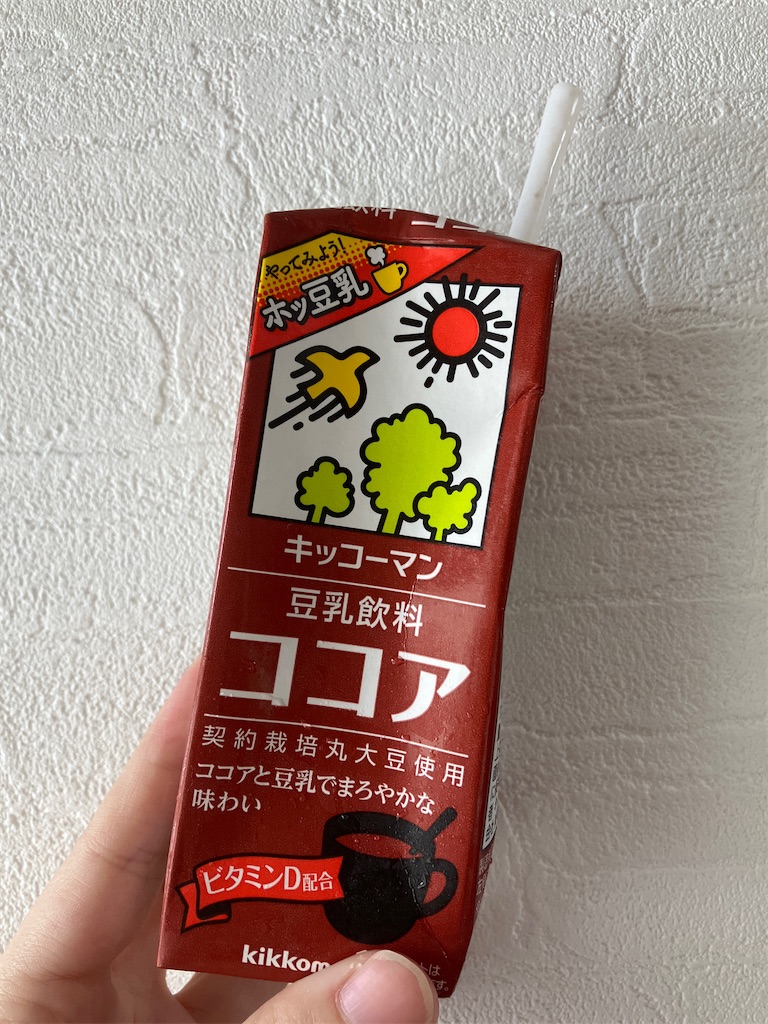 やってみよう!
ホッ豆乳
キッコーマン
豆乳飲料
ココア
契約栽培丸大豆使用
ココアと豆乳でまろやかな
味わい
ビタミンD配合